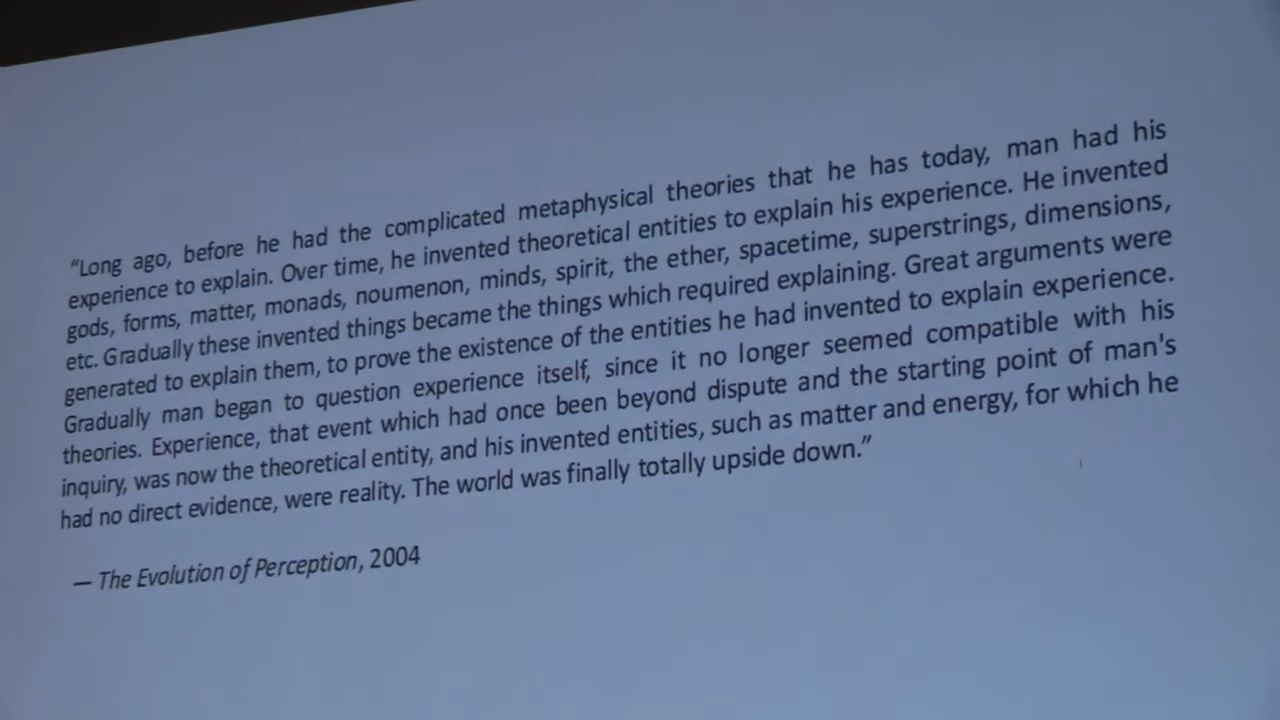 “Long ago, before he had the complicated metaphysical theories that he has today, man had his
experience to explain. Over time, he invented theoretical entities to explain his experience. He invented
gods, forms, matter, monads, noumenon, minds, spirit, the ether, spacetime, superstrings, dimensions,
etc. Gradually these invented things became the things which required explaining. Great arguments were
generated to explain them, to prove the existence of the entities he had invented to explain experience.
Gradually man began to question experience itself, since it no longer seemed compatible with his
theories. Experience, that event which had once been beyond dispute and the starting point of man's
inquiry, was now the theoretical entity, and his invented entities, such as matter and energy, for which he
had no direct evidence, were reality. The world was finally totally upside down.”
— The Evolution of Perception, 2004